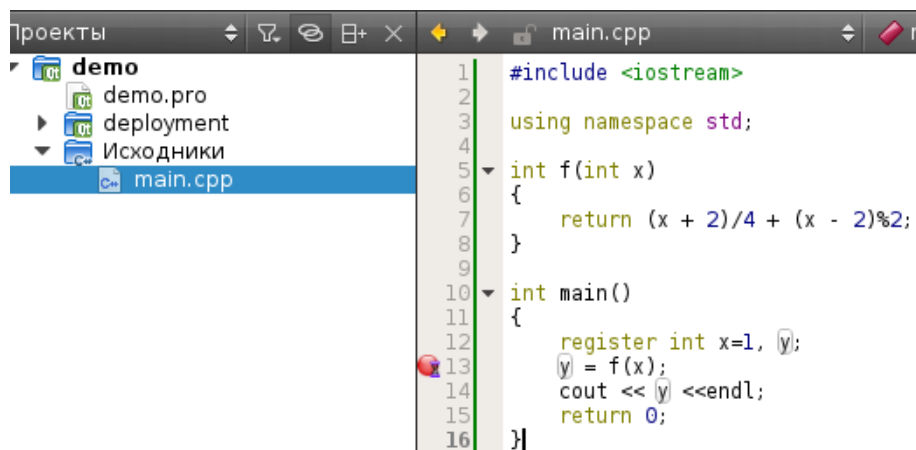 Проекты
main.cpp
demo
demo.pro
deployment
Исходники
main.cpp
1 #include <iostream>
2
3 using namespace std;
4
5 int f(int x)
6 {
7 return (x + 2)/4 + (x - 2)%2;
8 }
9
10 int main()
11 {
12 register int x=1, y;
13 y = f(x);
14 cout << y <<endl;
15 return 0;
16 }